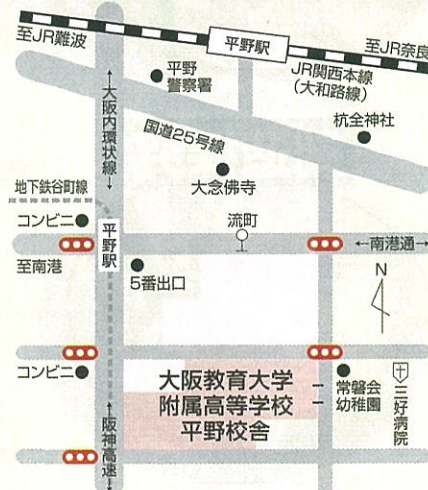 至JR難波
平野駅
至JR奈良
JR関西本線
(大和路線)
平野
警察署
大阪内環状線
国道25号線
杭全神社
大念佛寺
地下鉄谷町線
コンビニ
平野駅
流町
←南港通→
至南港
5番出口
N
コンビニ
大阪教育大学
附属高等学校
平野校舎
常磐会
幼稚園
三好病院
←阪神高速→